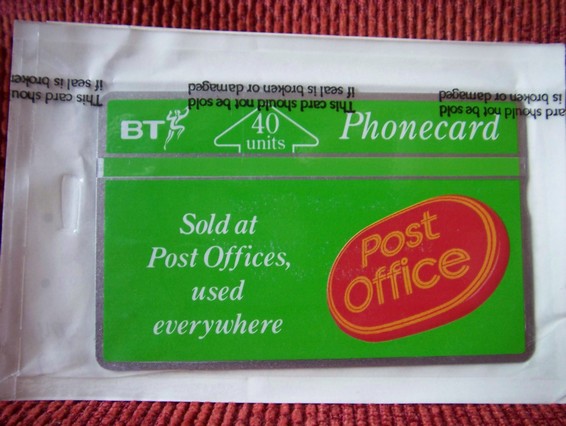 This card should not be sold
if seal is broken or damaged
BT
40
units
Phonecard
Sold at
Post Offices,
used
everywhere
Post
Office